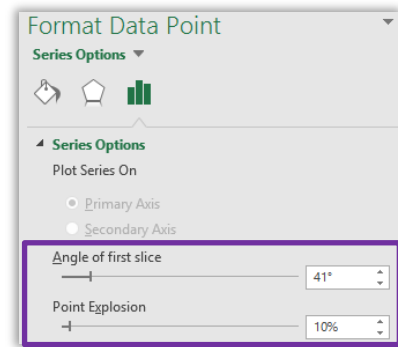 Format Data Point
Series Options
Series Options
Plot Series On
Primary Axis
Secondary Axis
Angle of first slice
41°
Point Explosion
10%